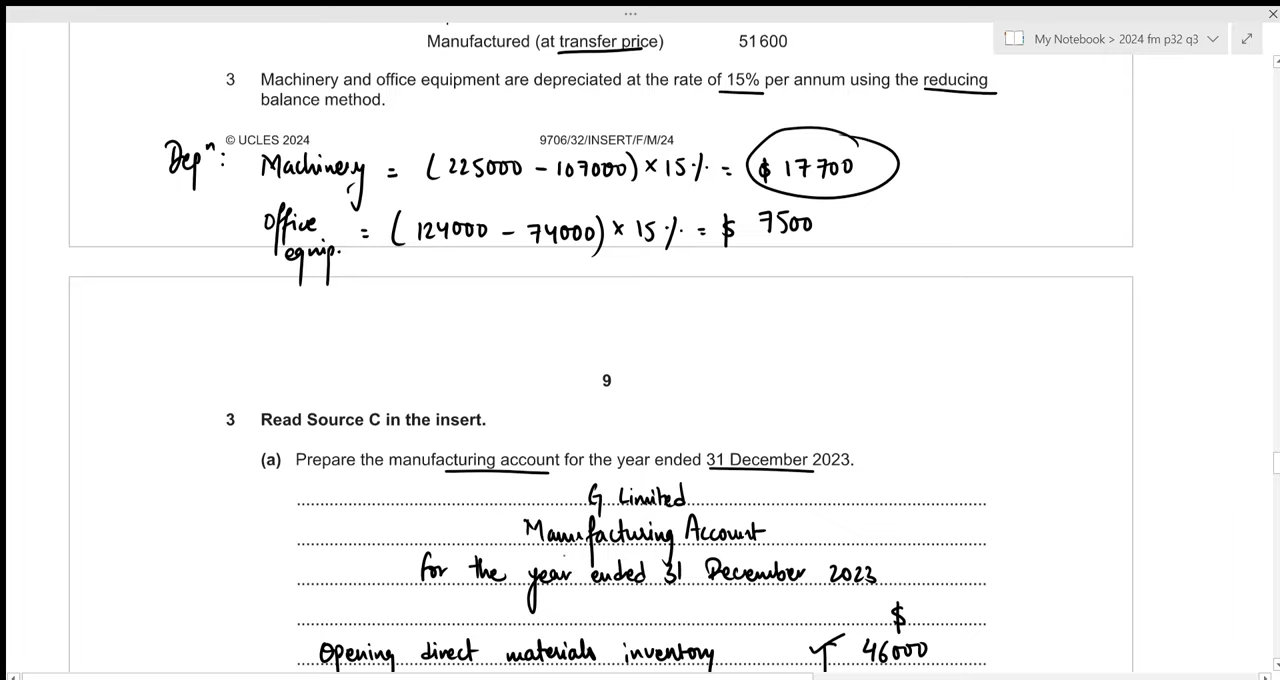 My Notebook > 2024 fm p32 q3
Manufactured (at transfer price) 51 600
3 Machinery and office equipment are depreciated at the rate of 15% per annum using the reducing
balance method.
© UCLES 2024 9706/32/INSERT/F/M/24
Depn: Machinery = (225000 - 107000) × 15% = $ 17700
Office equip. = (124000 - 74000) × 15% = $ 7500
9
3 Read Source C in the insert.
(a) Prepare the manufacturing account for the year ended 31 December 2023.
G Limited
Manufacturing Account
for the year ended 31 December 2023
$
Opening direct materials inventory 46000